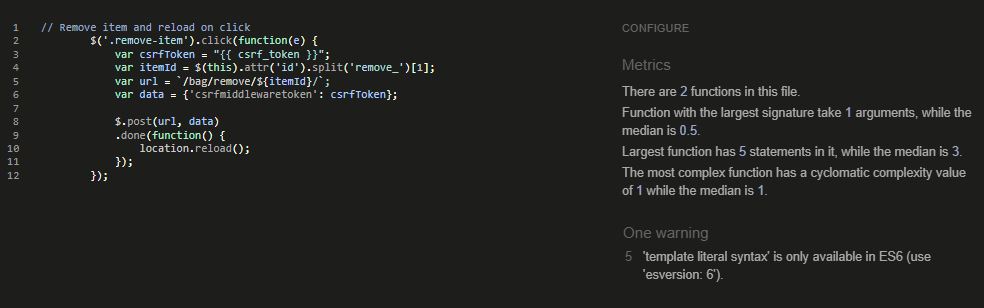 CONFIGURE
1 // Remove item and reload on click
2 $('.remove-item').click(function(e) {
3 var csrfToken = "{{ csrf_token }}";
4 var itemId = $(this).attr('id').split('remove_')[1];
5 var url = `/bag/remove/${itemId}/`;
6 var data = {'csrfmiddlewaretoken': csrfToken};
7
8 $.post(url, data)
9 .done(function() {
10 location.reload();
11 });
12 });
Metrics
There are 2 functions in this file.
Function with the largest signature take 1 arguments, while the
median is 0.5.
Largest function has 5 statements in it, while the median is 3.
The most complex function has a cyclomatic complexity value
of 1 while the median is 1.
One warning
5 'template literal syntax' is only available in ES6 (use
'esversion: 6').